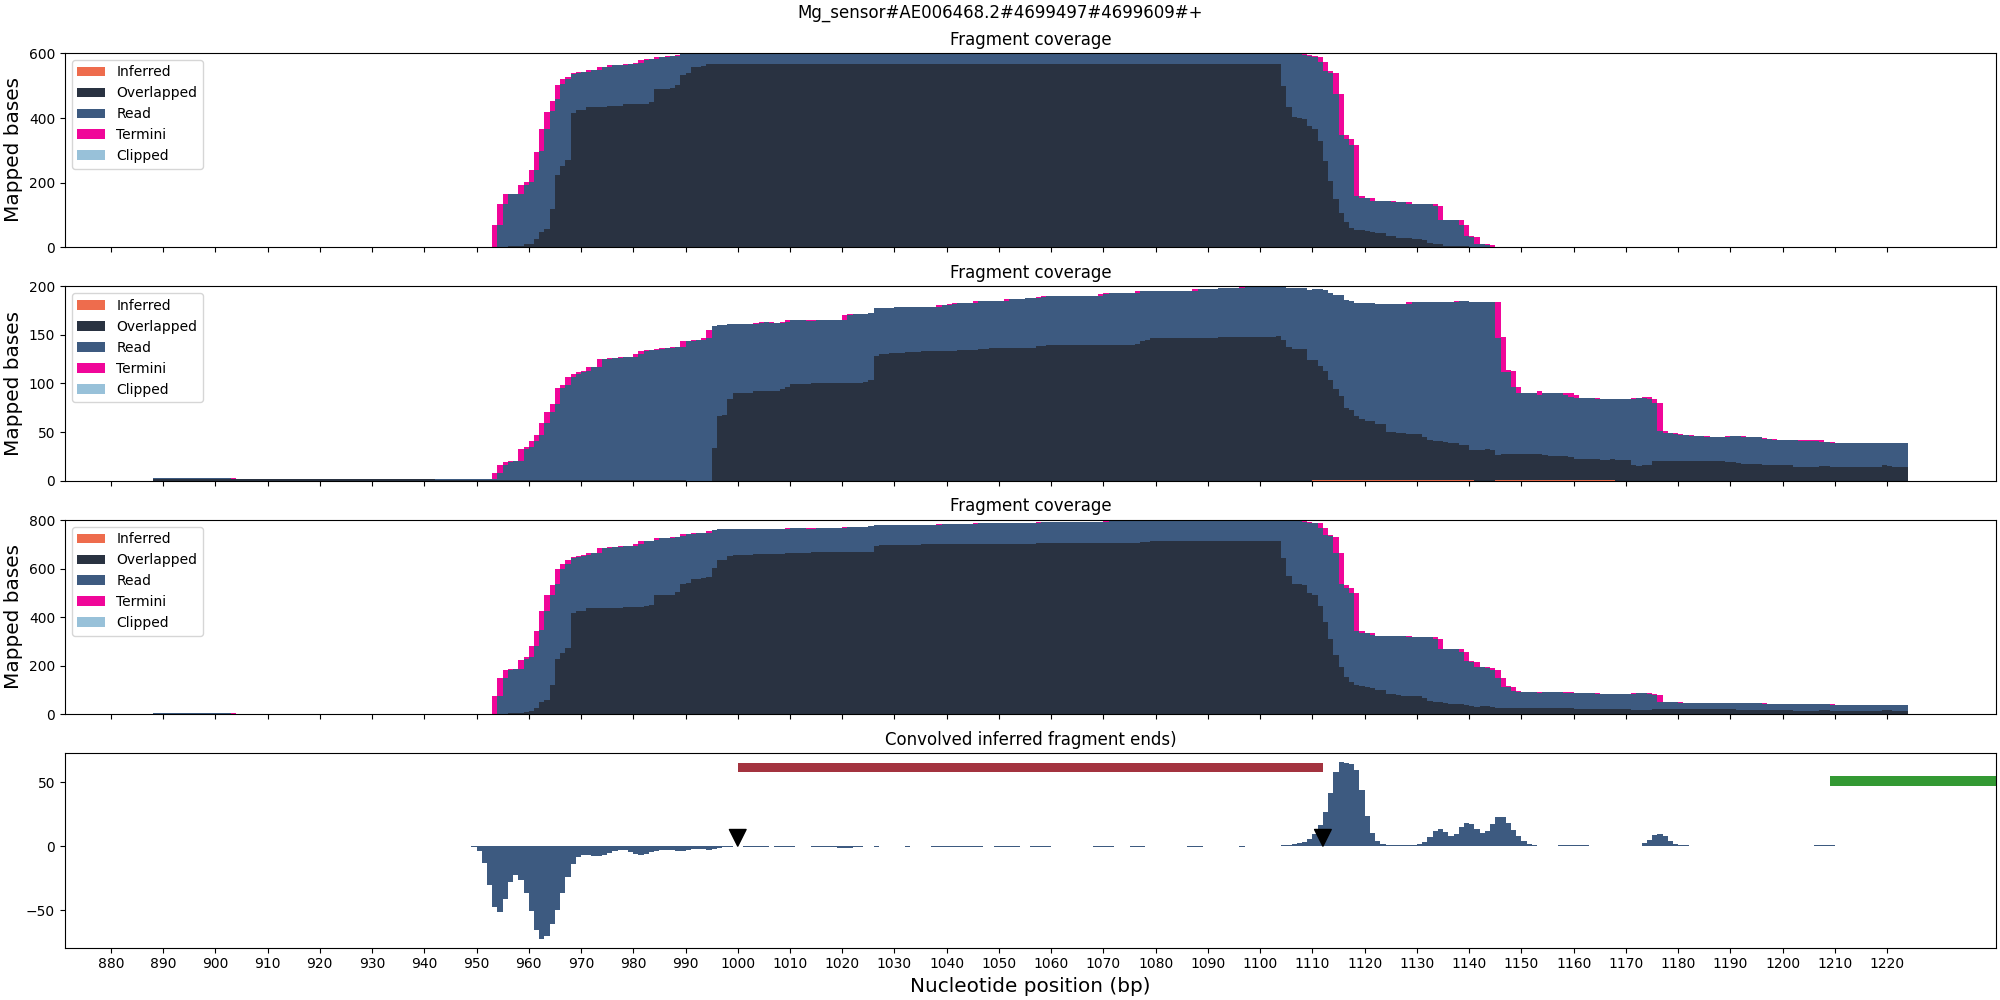 Mg_sensor#AE006468.2#4699497#4699609#+
Fragment coverage
Mapped bases
600
400
200
0
Inferred
Overlapped
Read
Termini
Clipped
Fragment coverage
Mapped bases
200
150
100
50
0
Inferred
Overlapped
Read
Termini
Clipped
Fragment coverage
Mapped bases
800
600
400
200
0
Inferred
Overlapped
Read
Termini
Clipped
Convolved inferred fragment ends)
50
0
−50
880 890 900 910 920 930 940 950 960 970 980 990 1000 1010 1020 1030 1040 1050 1060 1070 1080 1090 1100 1110 1120 1130 1140 1150 1160 1170 1180 1190 1200 1210 1220
Nucleotide position (bp)